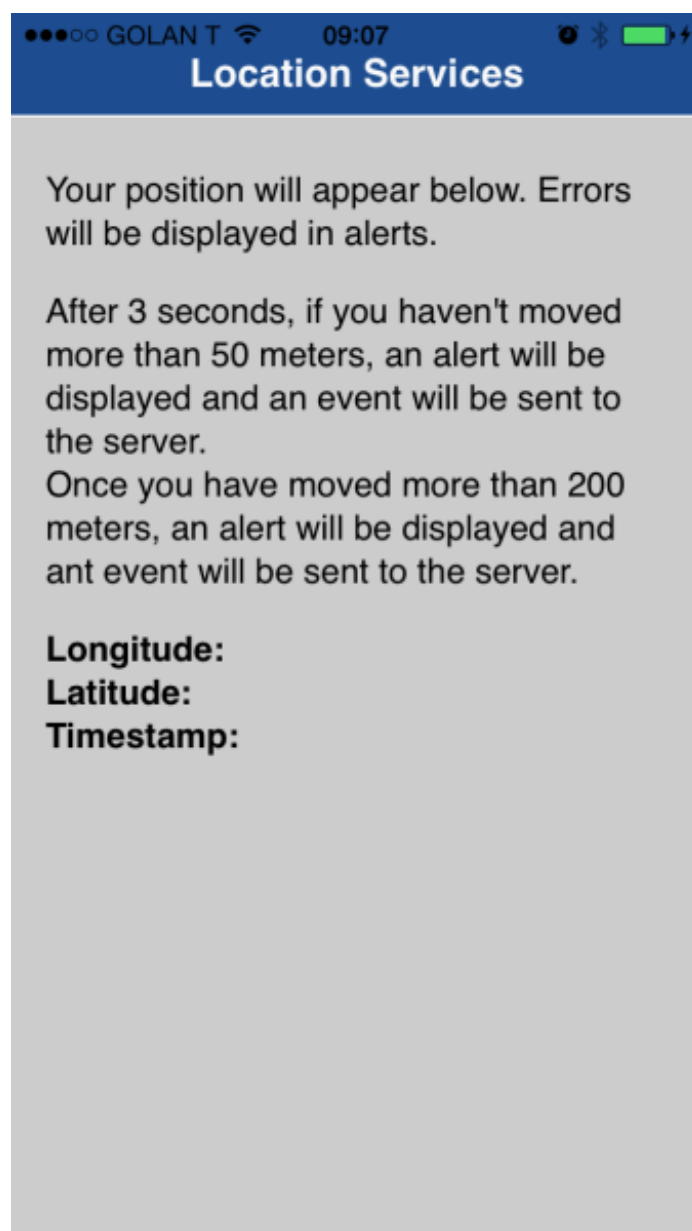 GOLAN T 09:07
Location Services
Your position will appear below. Errors
will be displayed in alerts.
After 3 seconds, if you haven't moved
more than 50 meters, an alert will be
displayed and an event will be sent to
the server.
Once you have moved more than 200
meters, an alert will be displayed and
ant event will be sent to the server.
Longitude:
Latitude:
Timestamp: